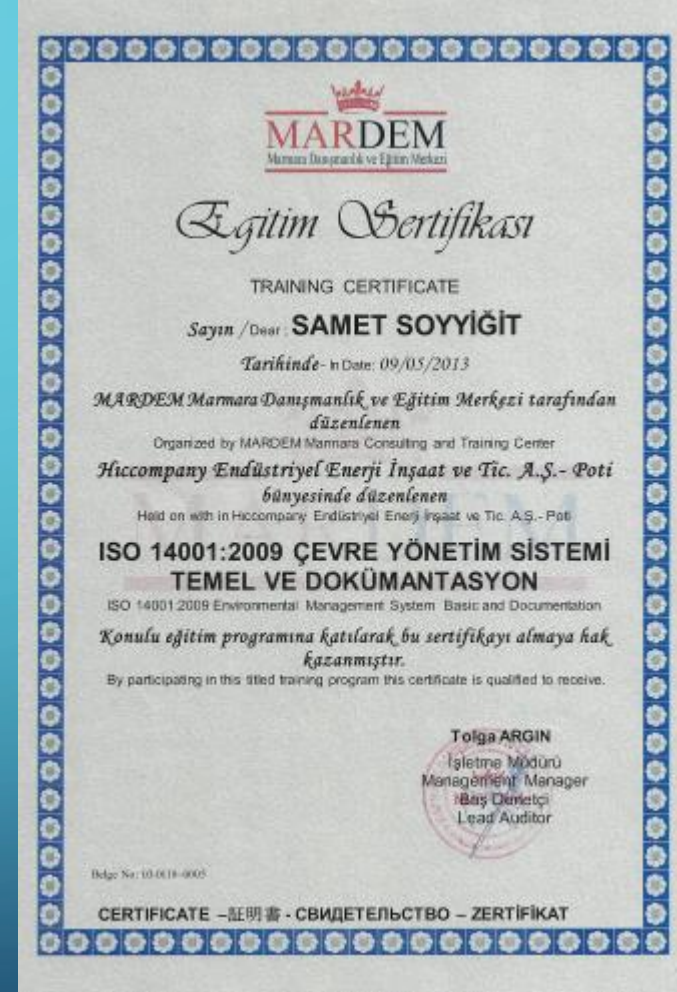 MARDEM
Marmara Danışmanlık ve Eğitim Merkezi
Egitim Sertifikası
TRAINING CERTIFICATE
Sayın / Dear : SAMET SOYYİĞİT
Tarihinde- In Date: 09/05/2013
MARDEM Marmara Danışmanlık ve Eğitim Merkezi tarafından
düzenlenen
Organized by MARDEM Marmara Consulting and Training Center
Hıccompany Endüstriyel Enerji İnşaat ve Tic. A.Ş.- Poti
bünyesinde düzenlenen
Held on with in Hiccompany Endüstriyel Enerji İnşaat ve Tic. A.Ş.- Poti
ISO 14001:2009 ÇEVRE YÖNETİM SİSTEMİ
TEMEL VE DOKÜMANTASYON
ISO 14001:2009 Environmental Management System Basic and Documentation
Konulu eğitim programına katılarak bu sertifikayı almaya hak
kazanmıştır.
By participating in this titled training program this certificate is qualified to receive.
Tolga ARGIN
İşletme Müdürü
Management Manager
Baş Denetçi
Lead Auditor
Belge No:
CERTIFICATE –証明書 - СВИДЕТЕЛЬСТВО – ZERTİFİKAT